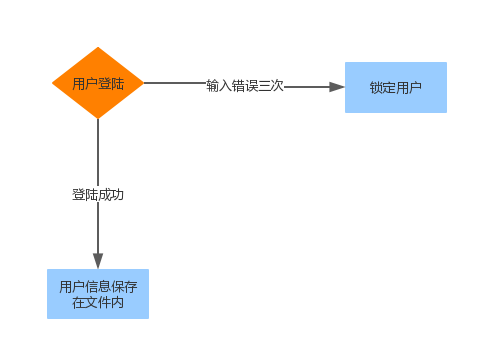 用户登陆
输入错误三次
锁定用户
登陆成功
用户信息保存
在文件内